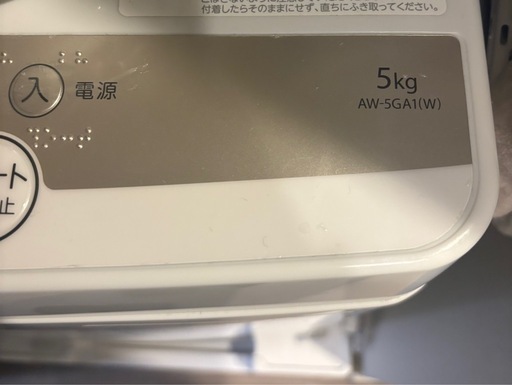 付着したらそのままにせず、直ちにふき取ってください。
入 電源
5kg
AW-5GA1(W)
ート
止